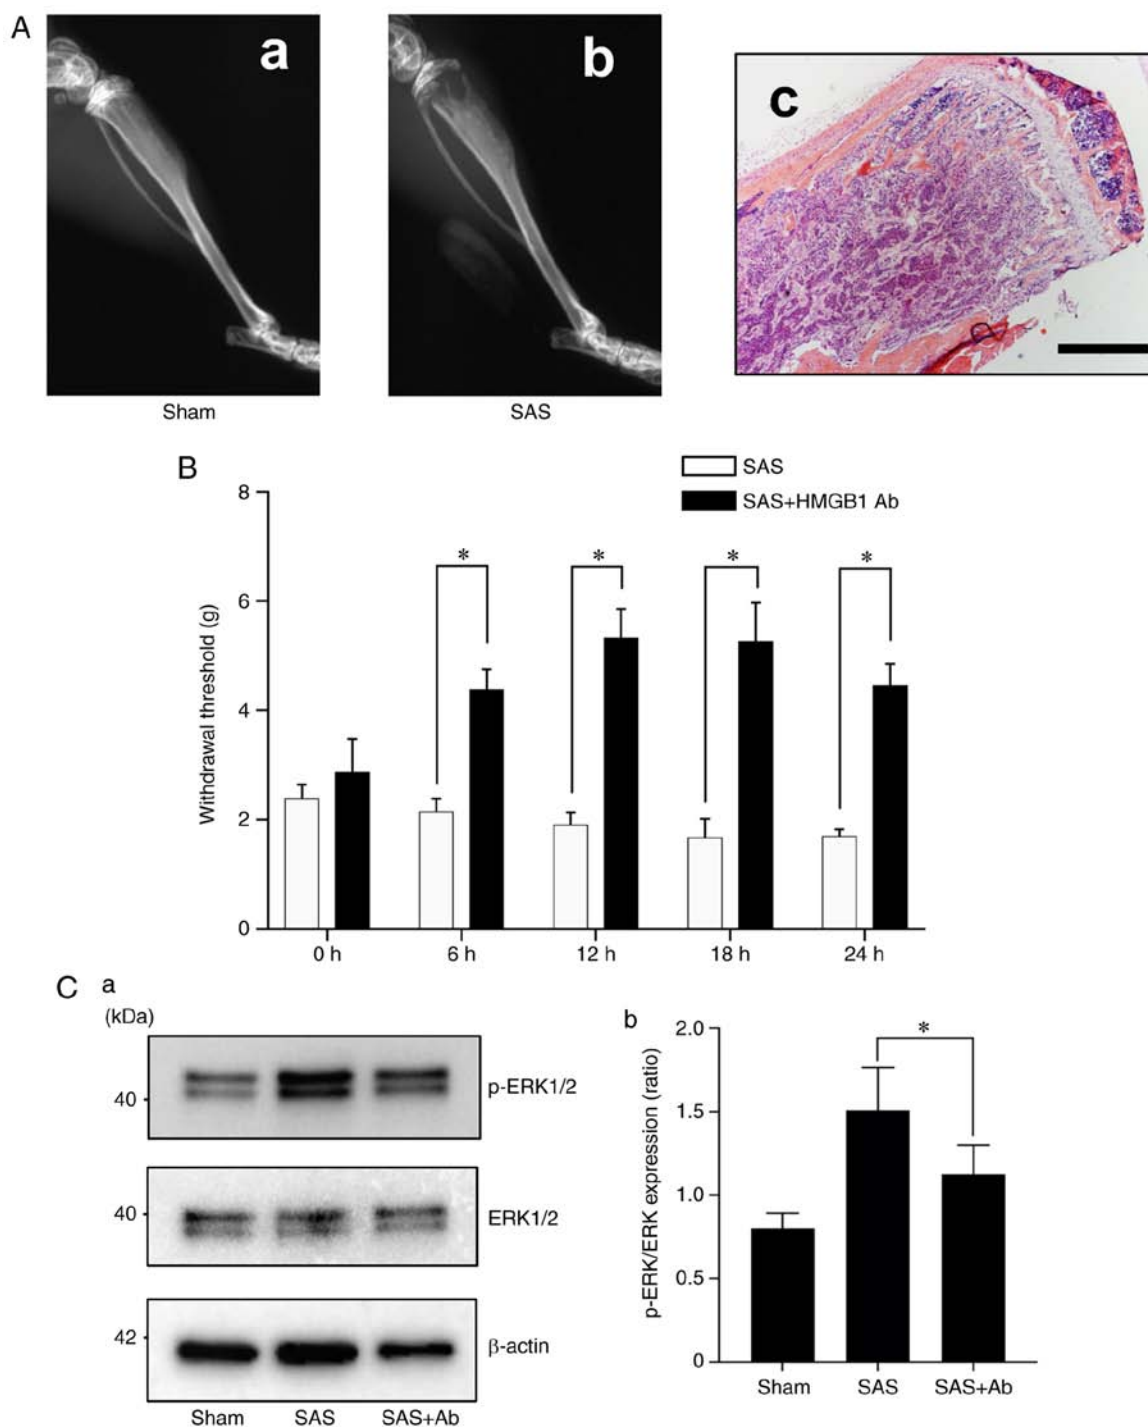 A
a
b
c
Sham
SAS
B
SAS
SAS+HMGB1 Ab
8
6
4
2
0
Withdrawal threshold (g)
*
*
*
*
0 h
6 h
12 h
18 h
24 h
C
a
(kDa)
40
p-ERK1/2
40
ERK1/2
42
β-actin
Sham
SAS
SAS+Ab
b
2.0
1.5
1.0
0.5
0
p-ERK/ERK expression (ratio)
*
Sham
SAS
SAS+Ab